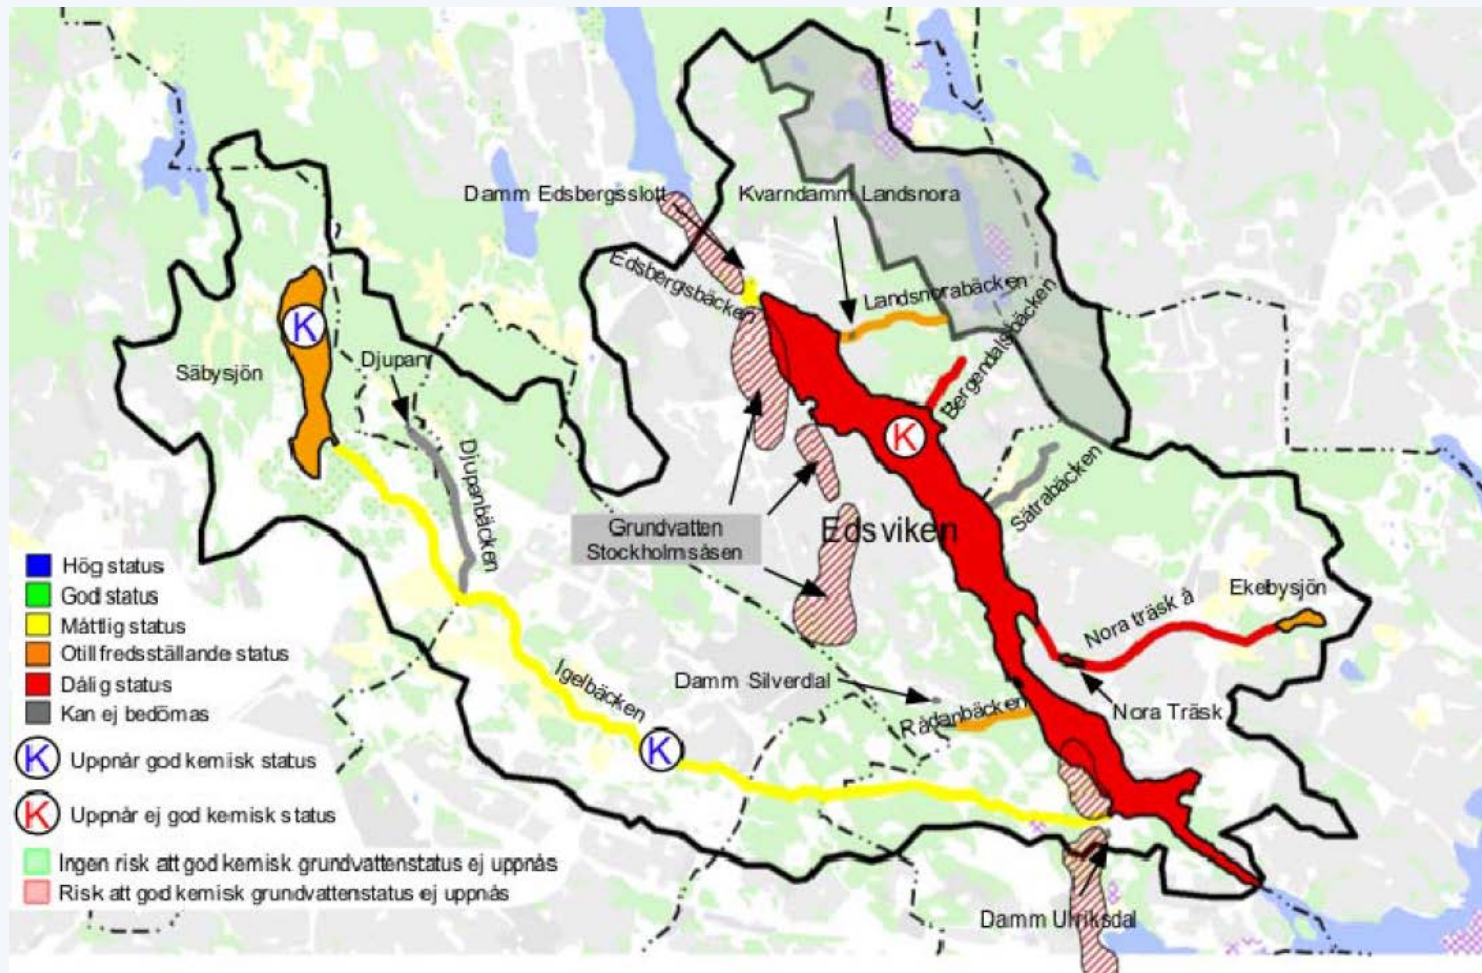 Damm Edsbergsslott
Kvarndamm Landsnora
Edsbergsbäcken
Landsnorabäcken
Bergendalsbäcken
K
Säbysjön
Djupan
Djupanbäcken
K
Sätrabäcken
Grundvatten
Stockholmsåsen
Edsviken
Ekebysjön
Nora träsk å
Igelbäcken
Damm Silverdal
Rådanbäcken
Nora Träsk
K
Damm Ulriksdal
Hög status
God status
Måttlig status
Otillfredsställande status
Dålig status
Kan ej bedömas
K Uppnår god kemisk status
K Uppnår ej god kemisk status
Ingen risk att god kemisk grundvattenstatus ej uppnås
Risk att god kemisk grundvattenstatus ej uppnås